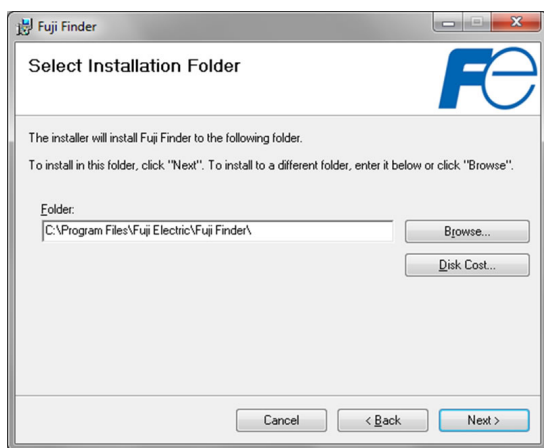 Fuji Finder
Select Installation Folder
Fe
The installer will install Fuji Finder to the following folder.
To install in this folder, click "Next". To install to a different folder, enter it below or click "Browse".
Folder:
C:\Program Files\Fuji Electric\Fuji Finder\
Browse...
Disk Cost...
Cancel
< Back
Next >